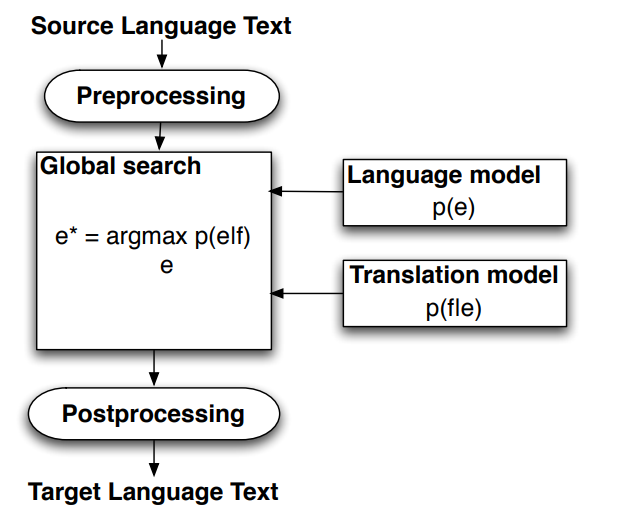 Source Language Text
Preprocessing
Global search
e* = argmax p(e|f)
e
Language model
p(e)
Translation model
p(f|e)
Postprocessing
Target Language Text